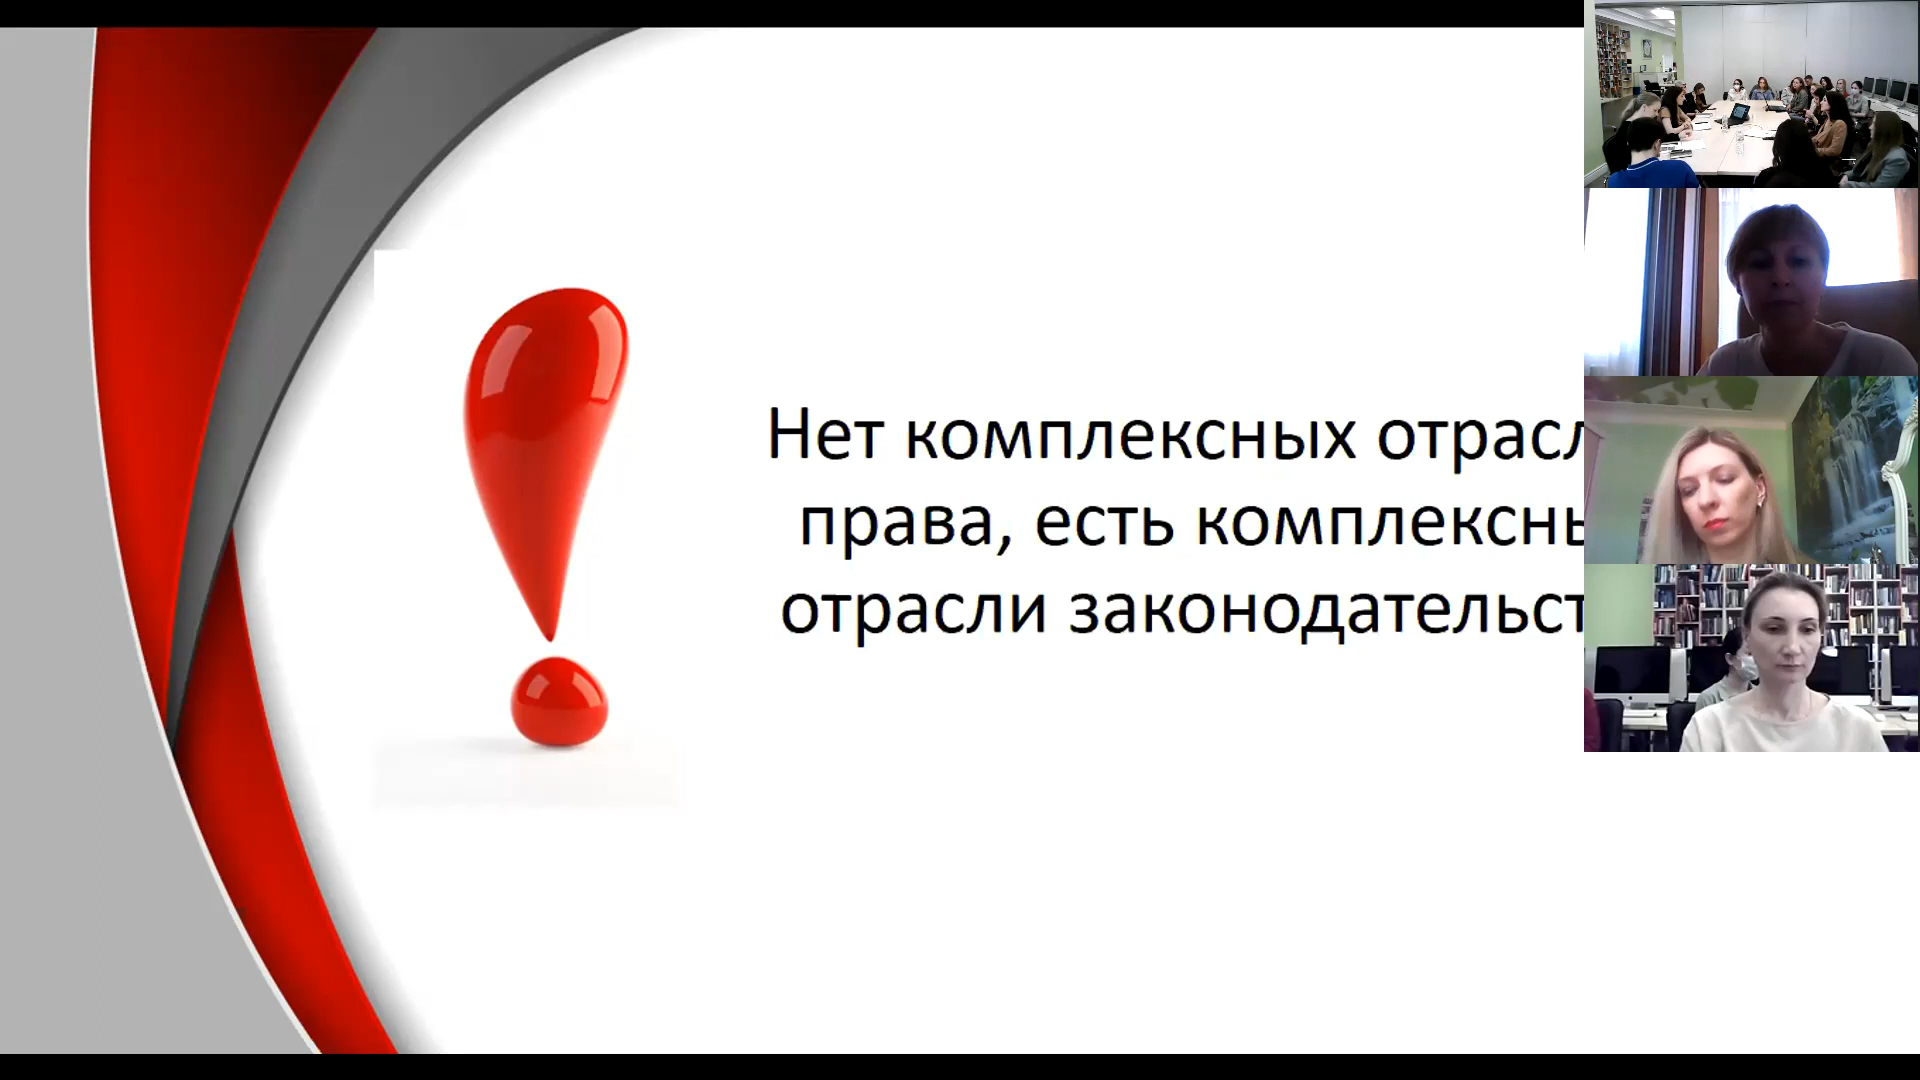 Нет комплексных отрасл
права, есть комплексны
отрасли законодательст